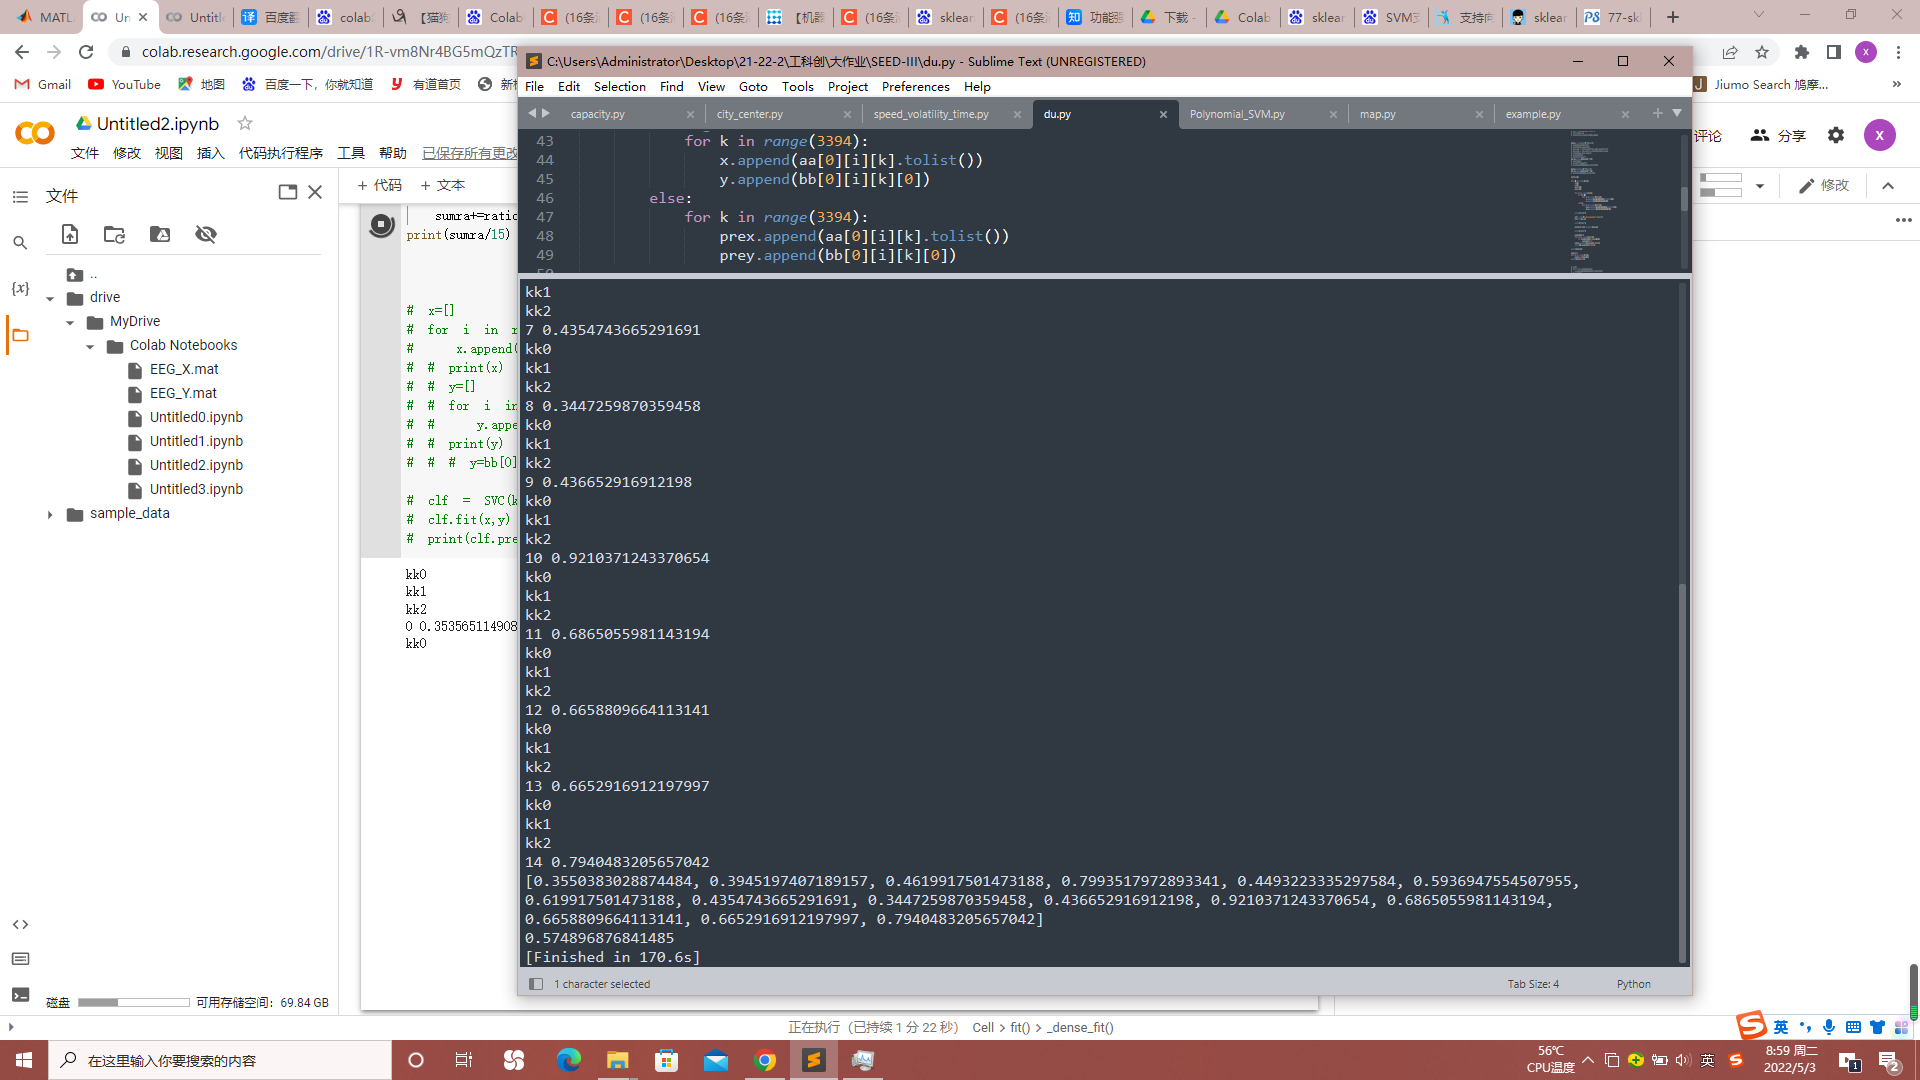 MATL
Un
Untitl
百度翻
colab
【猫狗
Colab
(16条
(16条
(16条
【机器
(16条
sklear
(16条
功能强
下载 -
Colab
sklear
SVM支
支持向
sklear
77-sk
colab.research.google.com/drive/1R-vm8Nr4BG5mQzTR
Gmail
YouTube
地图
百度一下，你就知道
有道首页
Jiumo Search 鸠摩...
Untitled2.ipynb
文件 修改 视图 插入 代码执行程序 工具 帮助 已保存所有更改
评论
分享
X
+ 代码 + 文本
修改
文件
..
drive
MyDrive
Colab Notebooks
EEG_X.mat
EEG_Y.mat
Untitled0.ipynb
Untitled1.ipynb
Untitled2.ipynb
Untitled3.ipynb
sample_data
磁盘
可用存储空间：69.84 GB
sumra+=ratio
print(sumra/15)
# x=[]
# for i in r
# x.append(
# # print(x)
# # y=[]
# # for i in
# # y.appe
# # print(y)
# # # y=bb[0]
# clf = SVC(k
# clf.fit(x,y)
# print(clf.pre
kk0
kk1
kk2
0 0.353565114908
kk0
C:\Users\Administrator\Desktop\21-22-2\工科创\大作业\SEED-III\du.py - Sublime Text (UNREGISTERED)
File Edit Selection Find View Goto Tools Project Preferences Help
capacity.py
city_center.py
speed_volatility_time.py
du.py
Polynomial_SVM.py
map.py
example.py
43 for k in range(3394):
44 x.append(aa[0][i][k].tolist())
45 y.append(bb[0][i][k][0])
46 else:
47 for k in range(3394):
48 prex.append(aa[0][i][k].tolist())
49 prey.append(bb[0][i][k][0])
kk1
kk2
7 0.4354743665291691
kk0
kk1
kk2
8 0.3447259870359458
kk0
kk1
kk2
9 0.436652916912198
kk0
kk1
kk2
10 0.9210371243370654
kk0
kk1
kk2
11 0.6865055981143194
kk0
kk1
kk2
12 0.6658809664113141
kk0
kk1
kk2
13 0.6652916912197997
kk0
kk1
kk2
14 0.7940483205657042
[0.3550383028874484, 0.3945197407189157, 0.4619917501473188, 0.7993517972893341, 0.4493223335297584, 0.5936947554507955,
0.619917501473188, 0.4354743665291691, 0.3447259870359458, 0.436652916912198, 0.9210371243370654, 0.6865055981143194,
0.6658809664113141, 0.6652916912197997, 0.7940483205657042]
0.574896876841485
[Finished in 170.6s]
1 character selected
Tab Size: 4
Python
正在执行（已持续 1 分 22 秒） Cell > fit() > _dense_fit()
英
在这里输入你要搜索的内容
56℃
CPU温度
英
8:59 周二
2022/5/3
1
2